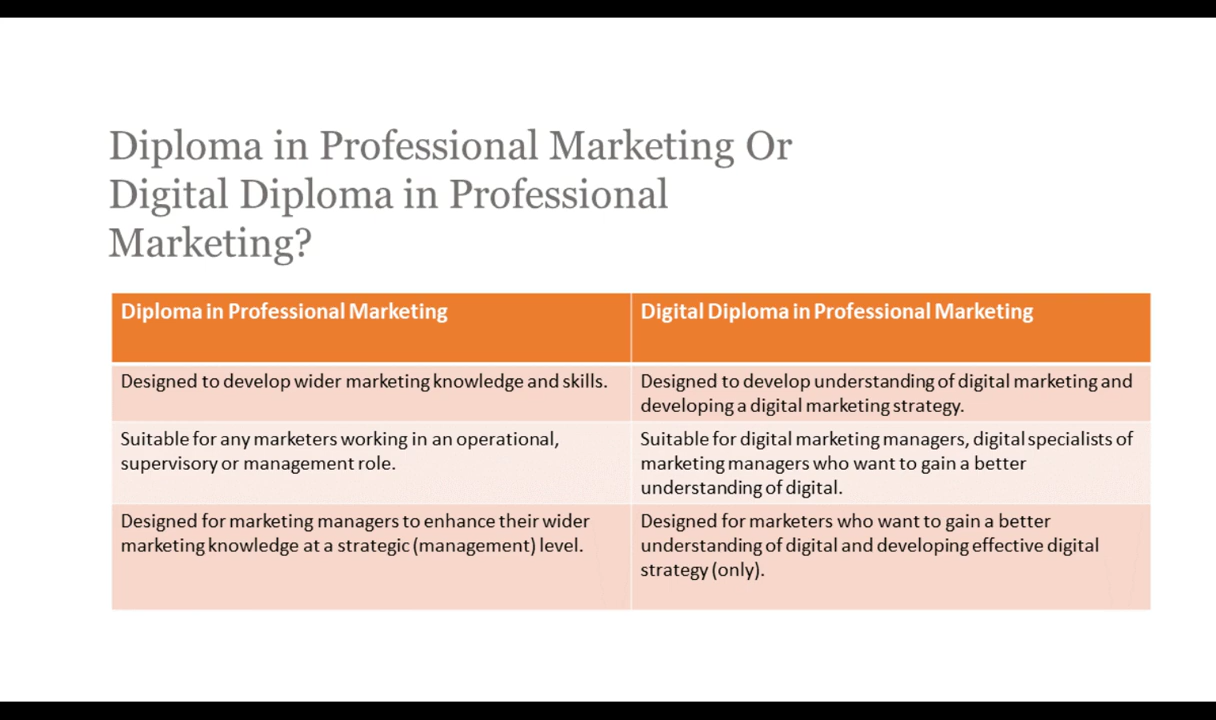 Diploma in Professional Marketing Or
Digital Diploma in Professional
Marketing?
Diploma in Professional Marketing
Digital Diploma in Professional Marketing
Designed to develop wider marketing knowledge and skills.
Designed to develop understanding of digital marketing and
developing a digital marketing strategy.
Suitable for any marketers working in an operational,
supervisory or management role.
Suitable for digital marketing managers, digital specialists of
marketing managers who want to gain a better
understanding of digital.
Designed for marketing managers to enhance their wider
marketing knowledge at a strategic (management) level.
Designed for marketers who want to gain a better
understanding of digital and developing effective digital
strategy (only).